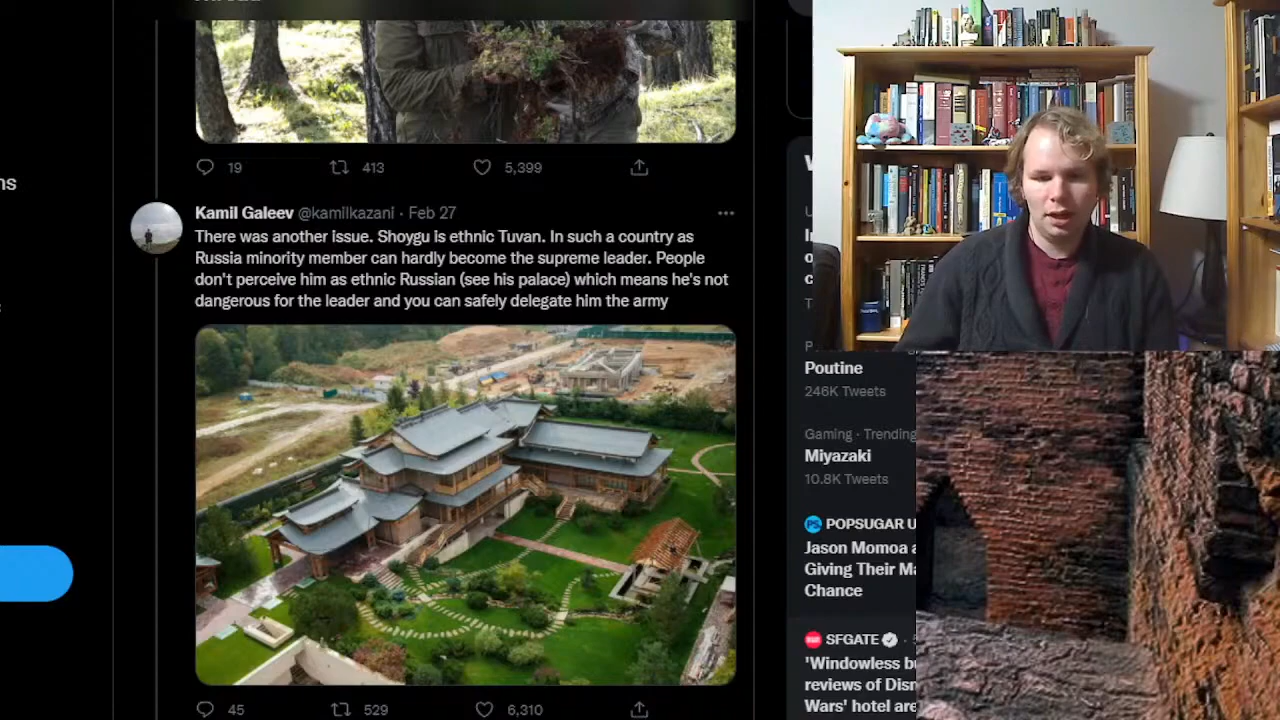 ns
19
413
5,399
Kamil Galeev @kamilkazani · Feb 27
There was another issue. Shoygu is ethnic Tuvan. In such a country as
Russia minority member can hardly become the supreme leader. People
don't perceive him as ethnic Russian (see his palace) which means he's not
dangerous for the leader and you can safely delegate him the army
45
529
6,310
Poutine
246K Tweets
Gaming · Trending
Miyazaki
10.8K Tweets
PS POPSUGAR
Jason Momoa
Giving Their
Chance
SFGATE
'Windowless
reviews of
Wars' hotel